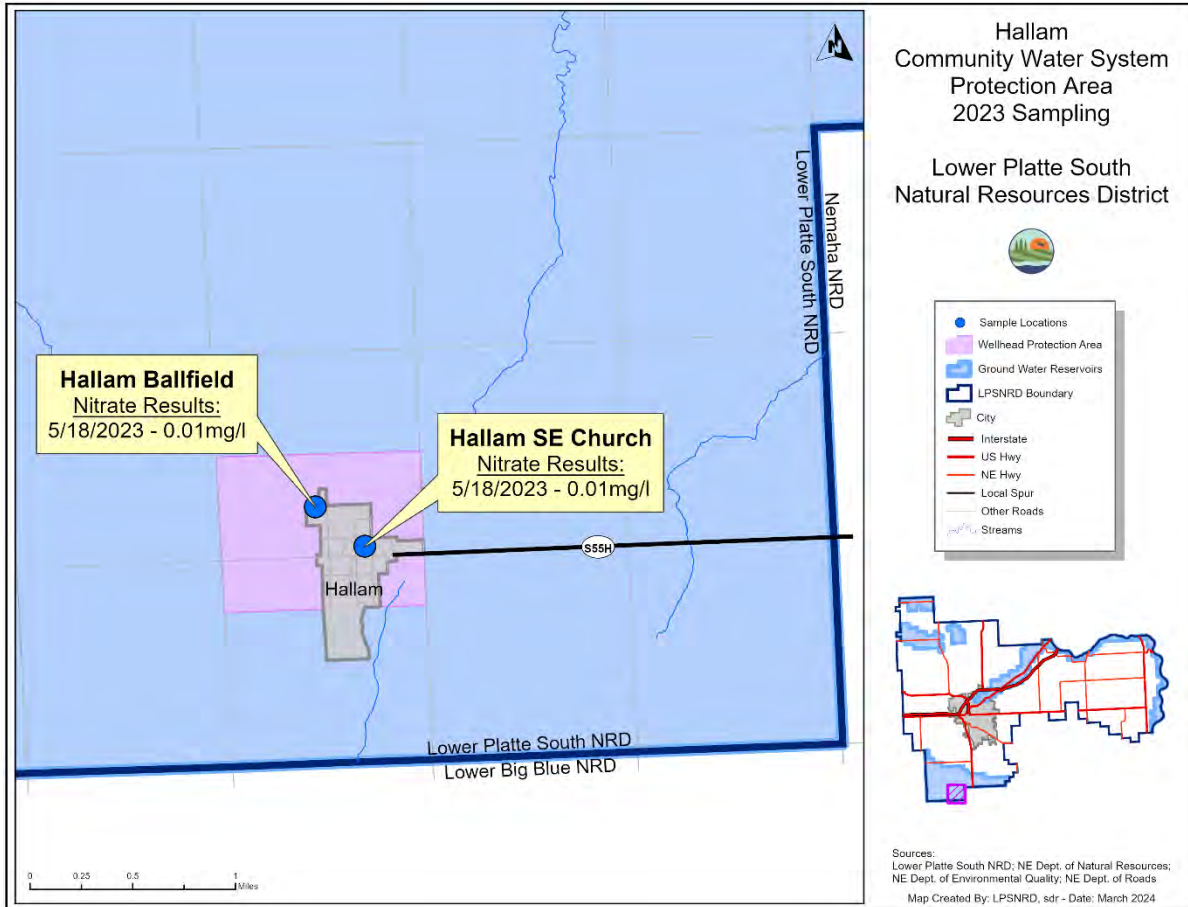 Hallam
Community Water System
Protection Area
2023 Sampling
Lower Platte South
Natural Resources District
N
Lower Platte South NRD
Nemaha NRD
Hallam Ballfield
Nitrate Results:
5/18/2023 - 0.01mg/l
Hallam SE Church
Nitrate Results:
5/18/2023 - 0.01mg/l
S55H
Hallam
Lower Platte South NRD
Lower Big Blue NRD
0 0.25 0.5 1
Miles
Sample Locations
Wellhead Protection Area
Ground Water Reservoirs
LPSNRD Boundary
City
Interstate
US Hwy
NE Hwy
Local Spur
Other Roads
Streams
Sources:
Lower Platte South NRD; NE Dept. of Natural Resources;
NE Dept. of Environmental Quality; NE Dept. of Roads
Map Created By: LPSNRD, sdr - Date: March 2024